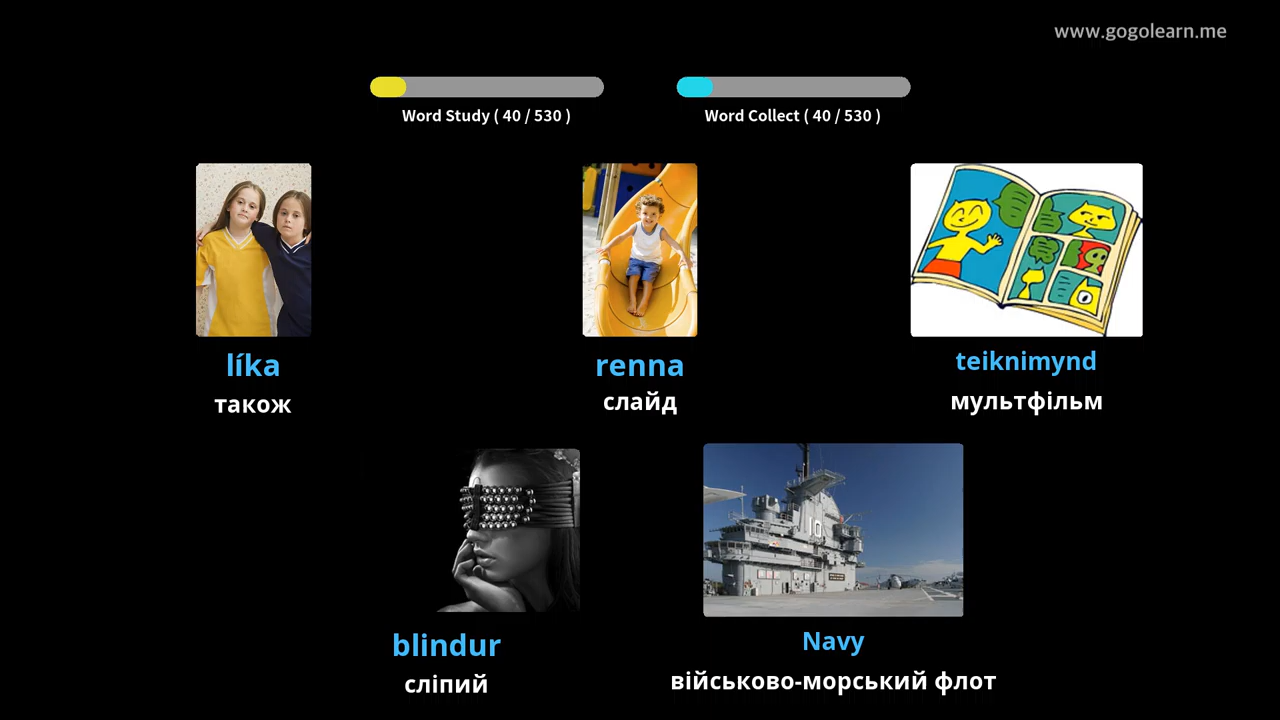 www.gogolearn.me
Word Study ( 40 / 530 )
Word Collect ( 40 / 530 )
líka
також
renna
слайд
teiknimynd
мультфільм
blindur
сліпий
Navy
військово-морський флот
10